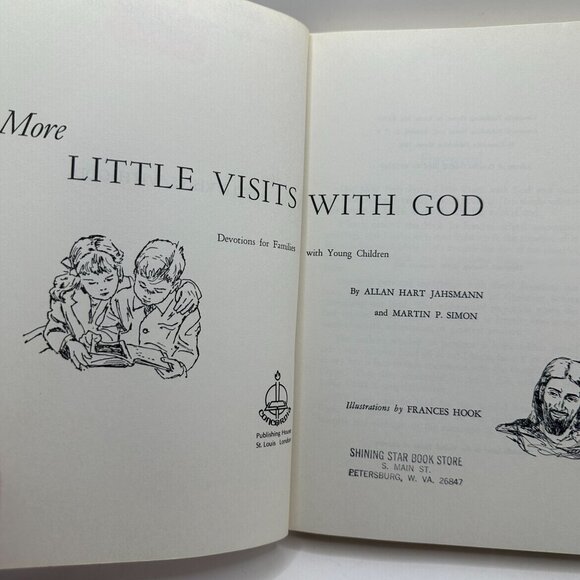 More
LITTLE VISITS WITH GOD
Devotions for Families with Young Children
By ALLAN HART JAHSMANN
and MARTIN P. SIMON
Illustrations by FRANCES HOOK
CONCORDIA
Publishing House
St. Louis London
SHINING STAR BOOK STORE
S. MAIN ST.
PETERSBURG, W. VA. 26847